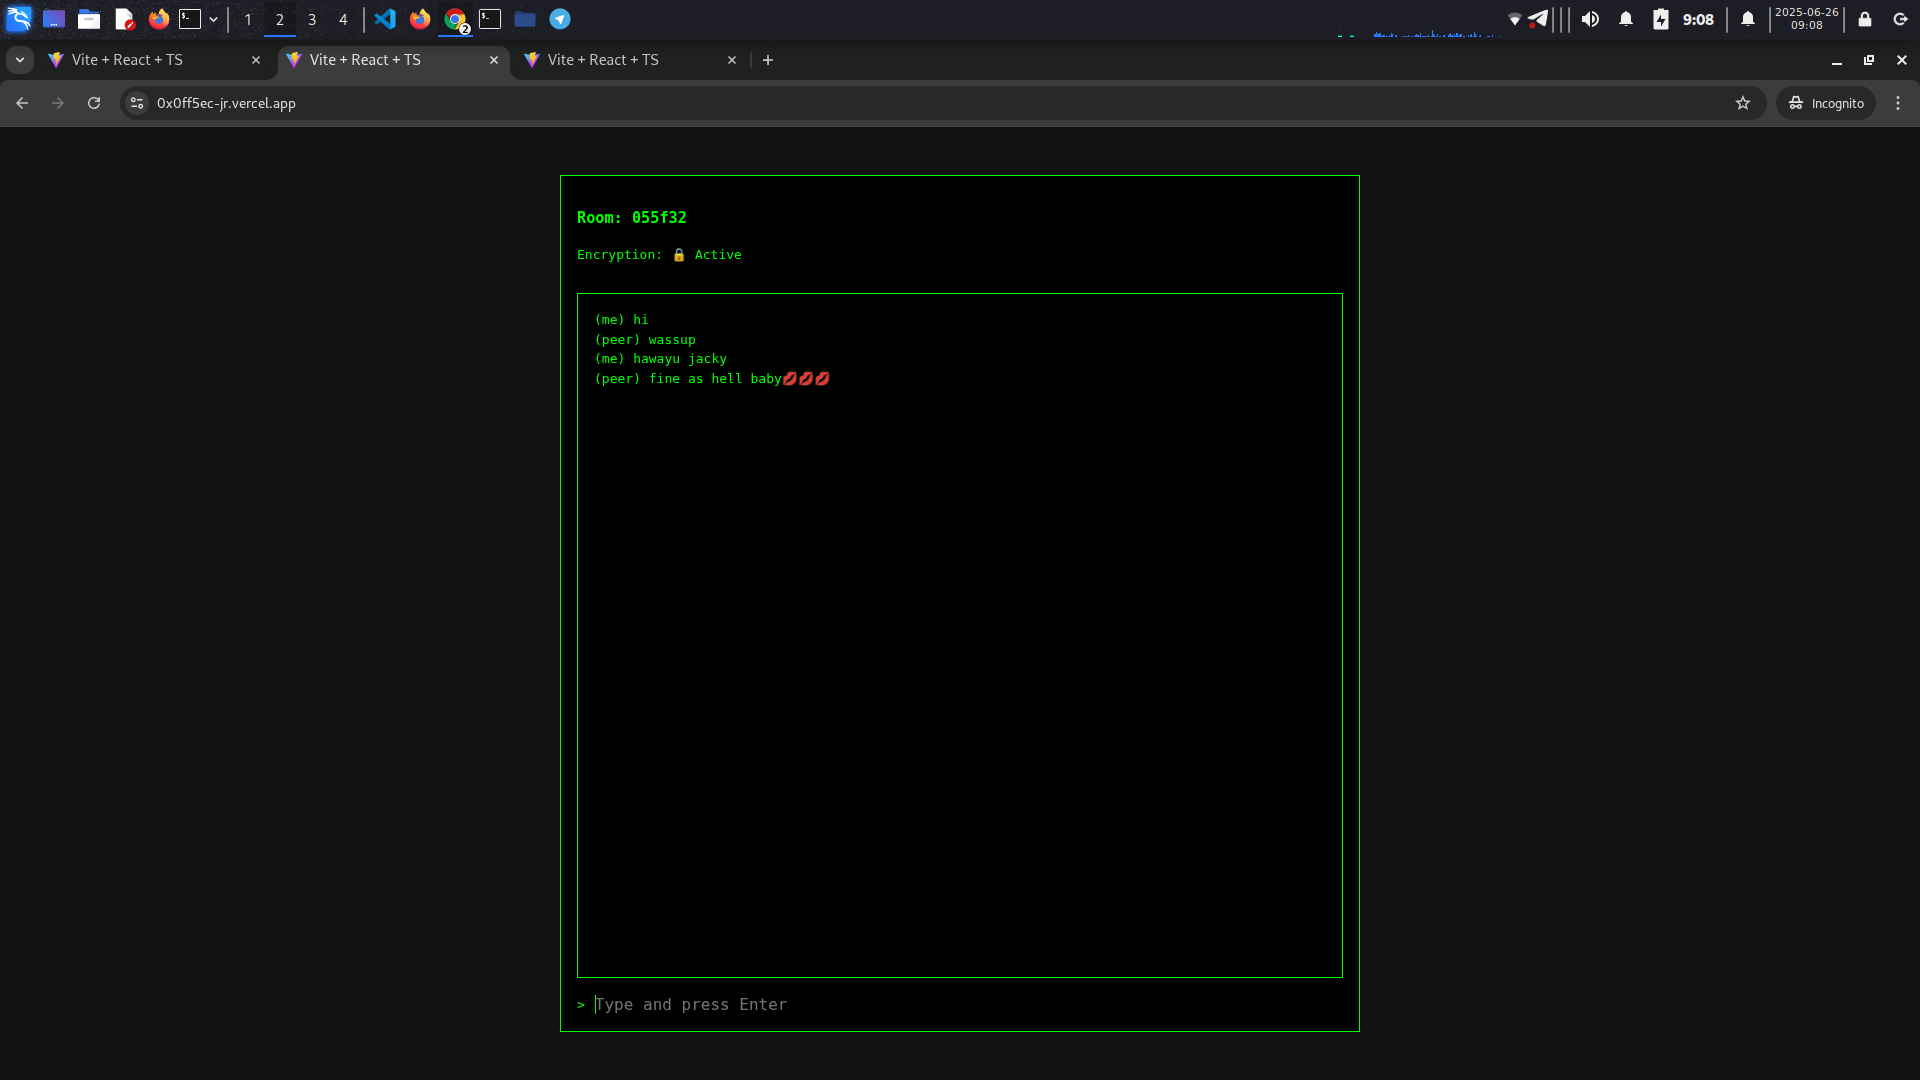 1 2 3 4 2 9:08 2025-06-26
09:08
Vite + React + TS Vite + React + TS Vite + React + TS
0x0ff5ec-jr.vercel.app Incognito
Room: 055f32
Encryption: 🔒 Active
(me) hi
(peer) wassup
(me) hawayu jacky
(peer) fine as hell baby💋💋💋
> Type and press Enter